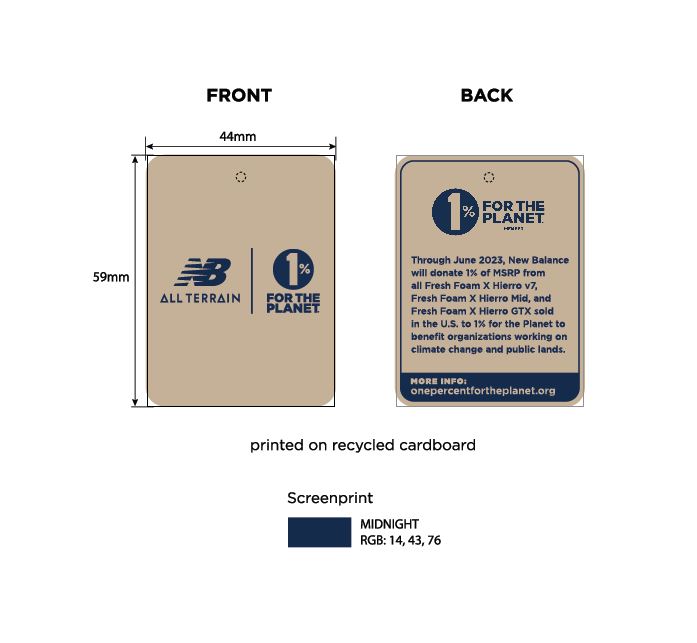 FRONT
BACK
44mm
59mm
NB
ALL TERRAIN
1%
FOR THE
PLANET
1%
FOR THE
PLANET
MEMBER
Through June 2023, New Balance
will donate 1% of MSRP from
all Fresh Foam X Hierro v7,
Fresh Foam X Hierro Mid, and
Fresh Foam X Hierro GTX sold
in the U.S. to 1% for the Planet to
benefit organizations working on
climate change and public lands.
MORE INFO:
onepercentfortheplanet.org
printed on recycled cardboard
Screenprint
MIDNIGHT
RGB: 14, 43, 76